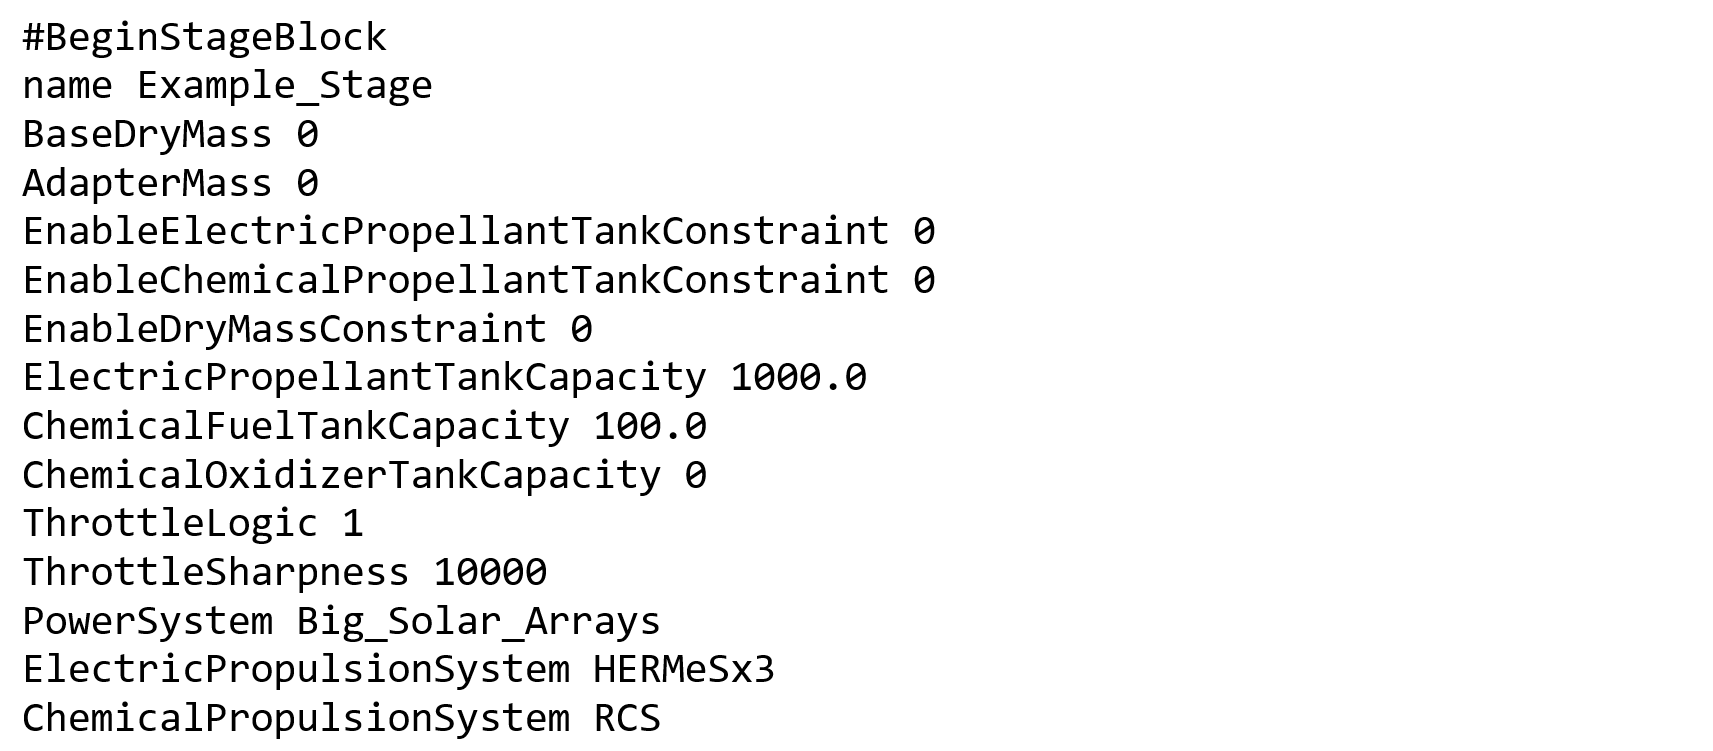 #BeginStageBlock
name Example_Stage
BaseDryMass 0
AdapterMass 0
EnableElectricPropellantTankConstraint 0
EnableChemicalPropellantTankConstraint 0
EnableDryMassConstraint 0
ElectricPropellantTankCapacity 1000.0
ChemicalFuelTankCapacity 100.0
ChemicalOxidizerTankCapacity 0
ThrottleLogic 1
ThrottleSharpness 10000
PowerSystem Big_Solar_Arrays
ElectricPropulsionSystem HERMeSx3
ChemicalPropulsionSystem RCS